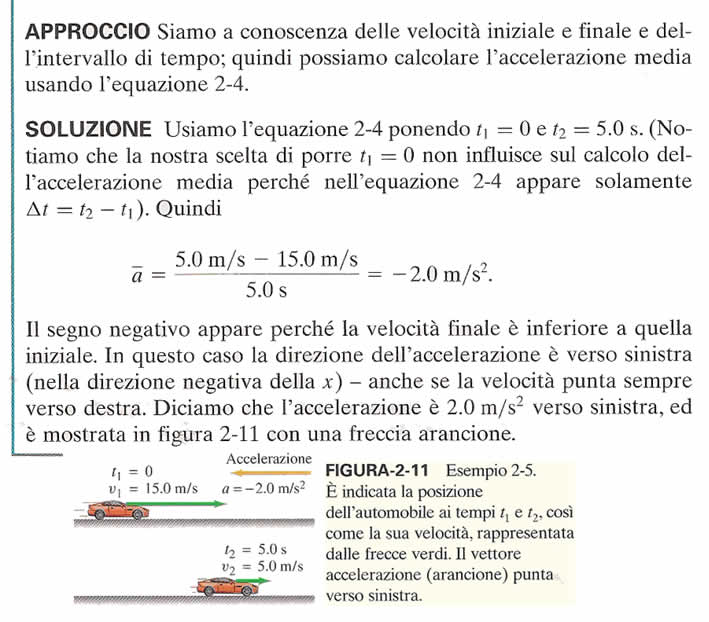 APPROCCIO Siamo a conoscenza delle velocità iniziale e finale e del-
l'intervallo di tempo; quindi possiamo calcolare l'accelerazione media
usando l'equazione 2-4.
SOLUZIONE Usiamo l'equazione 2-4 ponendo t₁ = 0 e t₂ = 5.0 s. (No-
tiamo che la nostra scelta di porre t₁ = 0 non influisce sul calcolo del-
l'accelerazione media perché nell'equazione 2-4 appare solamente
Δt = t₂ − t₁). Quindi
a̅ = (5.0 m/s − 15.0 m/s) / 5.0 s = −2.0 m/s².
Il segno negativo appare perché la velocità finale è inferiore a quella
iniziale. In questo caso la direzione dell'accelerazione è verso sinistra
(nella direzione negativa della x) – anche se la velocità punta sempre
verso destra. Diciamo che l'accelerazione è 2.0 m/s² verso sinistra, ed
è mostrata in figura 2-11 con una freccia arancione.
Accelerazione
t₁ = 0
v₁ = 15.0 m/s a = −2.0 m/s²
t₂ = 5.0 s
v₂ = 5.0 m/s
FIGURA-2-11 Esempio 2-5.
È indicata la posizione
dell'automobile ai tempi t₁ e t₂, così
come la sua velocità, rappresentata
dalle frecce verdi. Il vettore
accelerazione (arancione) punta
verso sinistra.